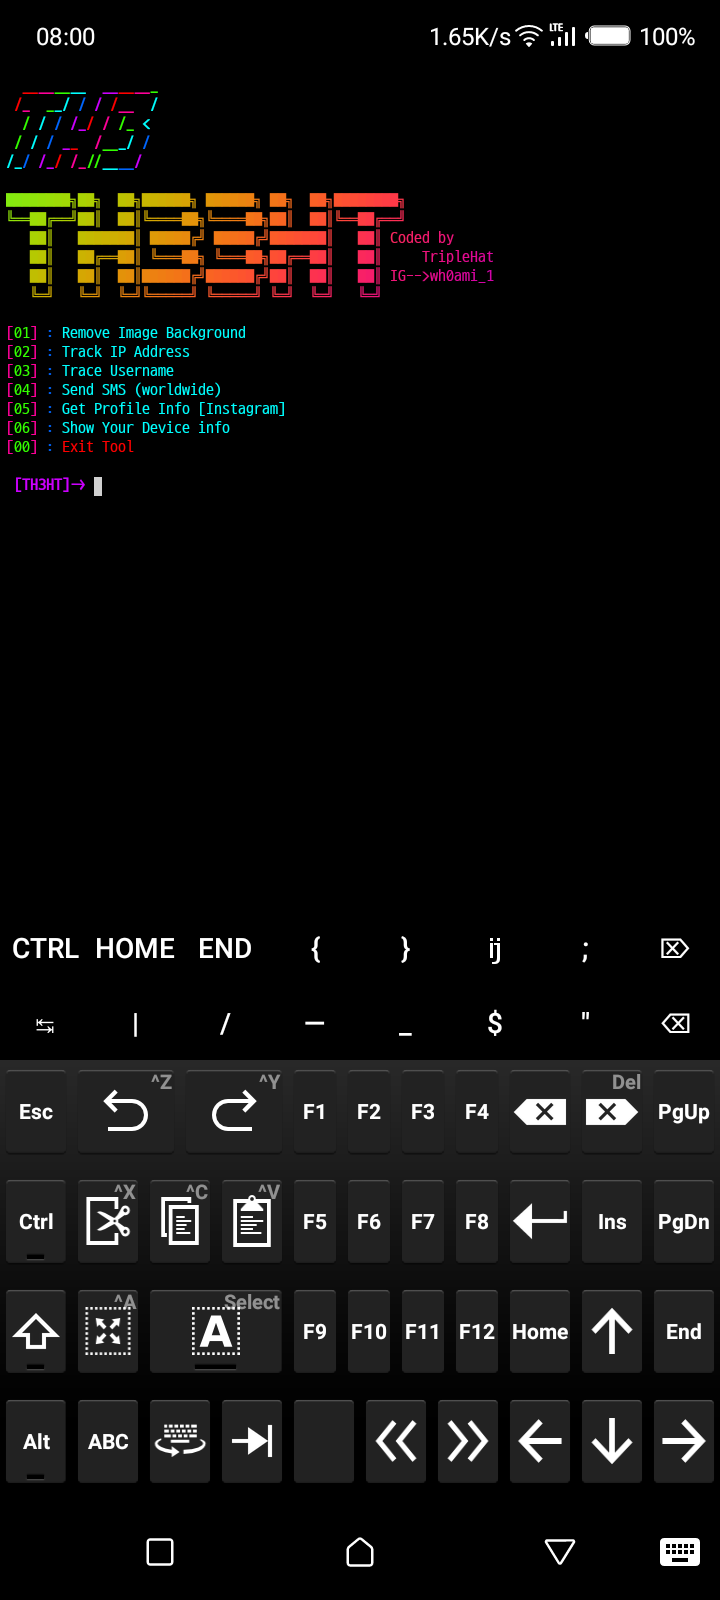 08:00 1.65K/s LTE 100%
TH33HT
Coded by
TripleHat
IG-->wh0ami_1
[01] : Remove Image Background
[02] : Track IP Address
[03] : Trace Username
[04] : Send SMS (worldwide)
[05] : Get Profile Info [Instagram]
[06] : Show Your Device info
[00] : Exit Tool
[TH3HT]→
CTRL HOME END { } ij ;
| / — _ $ "
Esc ^Z ^Y F1 F2 F3 F4 Del PgUp
Ctrl ^X ^C ^V F5 F6 F7 F8 Ins PgDn
^A Select A F9 F10 F11 F12 Home End
Alt ABC